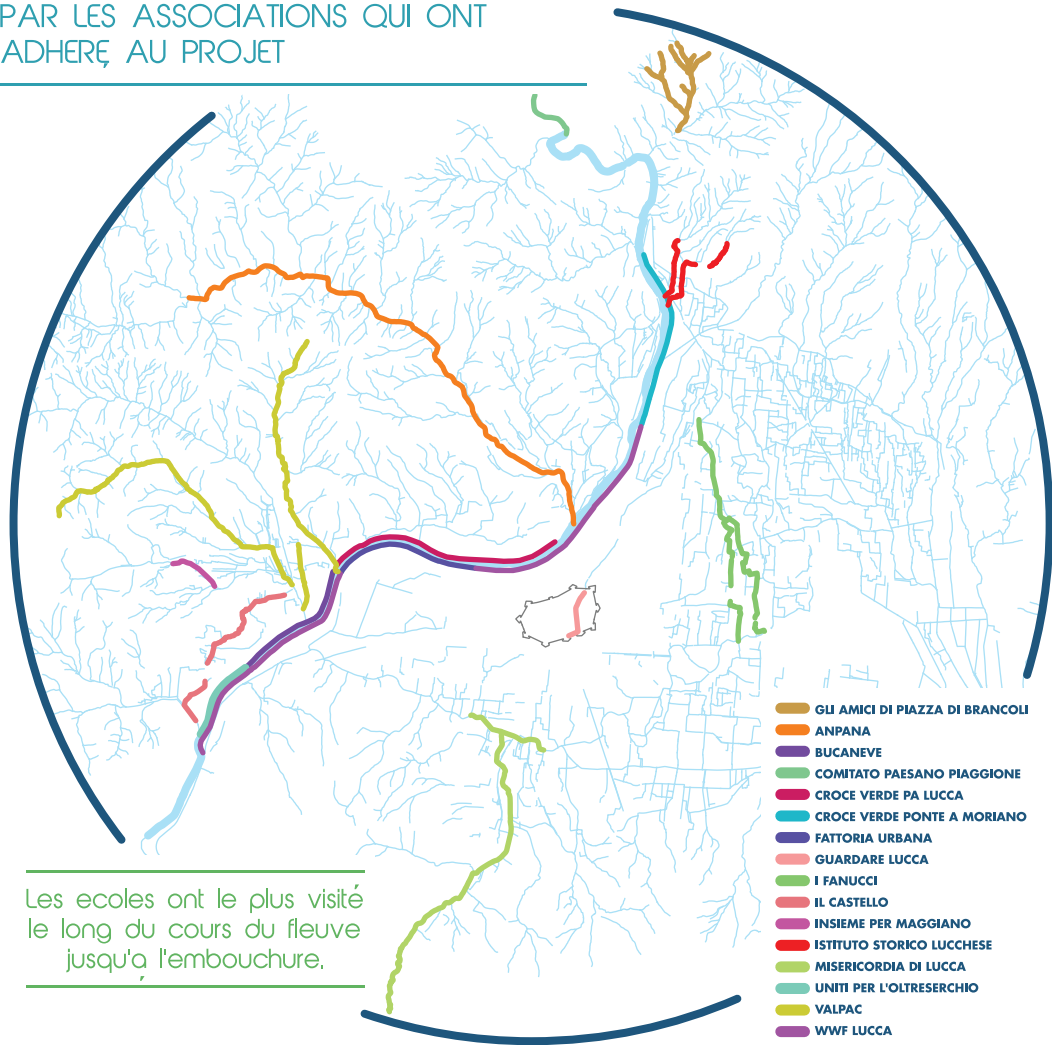 PAR LES ASSOCIATIONS QUI ONT
ADHERE, AU PROJET
GLI AMICI DI PIAZZA DI BRANCOLI
ANPANA
BUCANEVE
COMITATO PAESANO PIAGGIONE
CROCE VERDE PA LUCCA
CROCE VERDE PONTE A MORIANO
FATTORIA URBANA
GUARDARE LUCCA
I FANUCCI
IL CASTELLO
INSIEME PER MAGGIANO
ISTITUTO STORICO LUCCHESE
MISERICORDIA DI LUCCA
UNITI PER L'OLTRESERCHIO
VALPAC
WWF LUCCA
Les ecoles ont le plus visité
le long du cours du fleuve
jusqu'a l'embouchure.